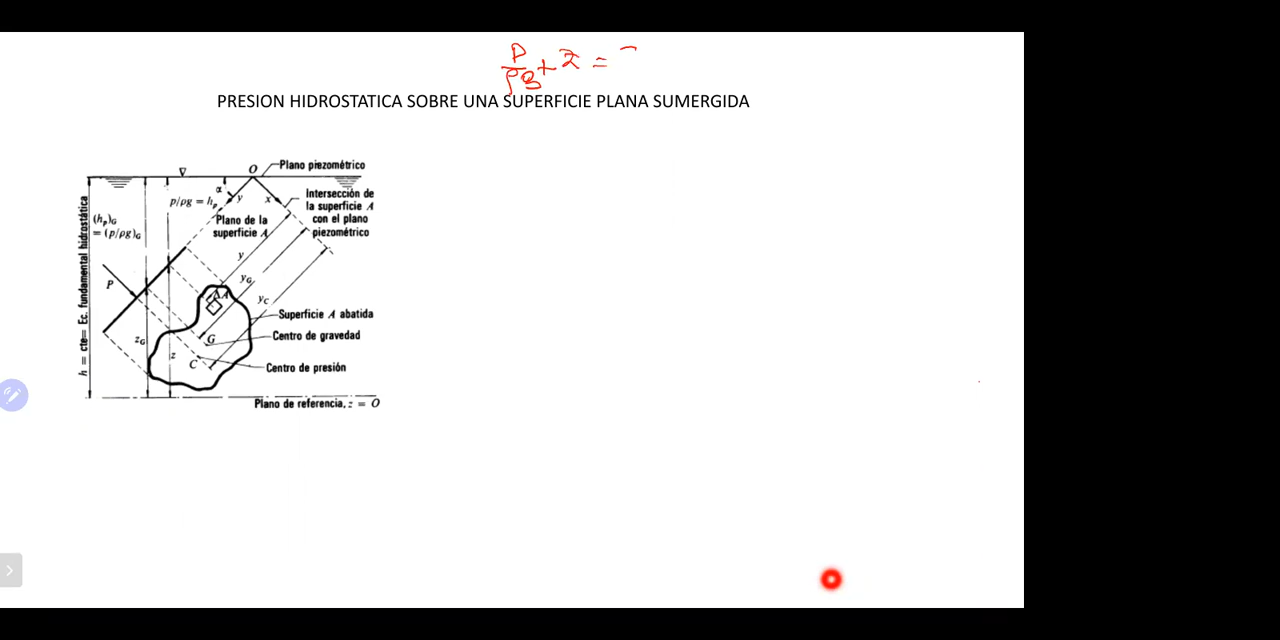 P/ρg + z =
PRESION HIDROSTATICA SOBRE UNA SUPERFICIE PLANA SUMERGIDA
∇
O
Plano piezométrico
α
y
x
p/ρg = hₚ
Intersección de
la superficie A
con el plano
piezométrico
(hₚ)G
= (p/ρg)G
Plano de la
superficie A
h = cte= Ec. fundamental hidrostática
y
P
yG
ΔA
yC
Superficie A abatida
zG
G
Centro de gravedad
z
C
Centro de presión
Plano de referencia, z = O